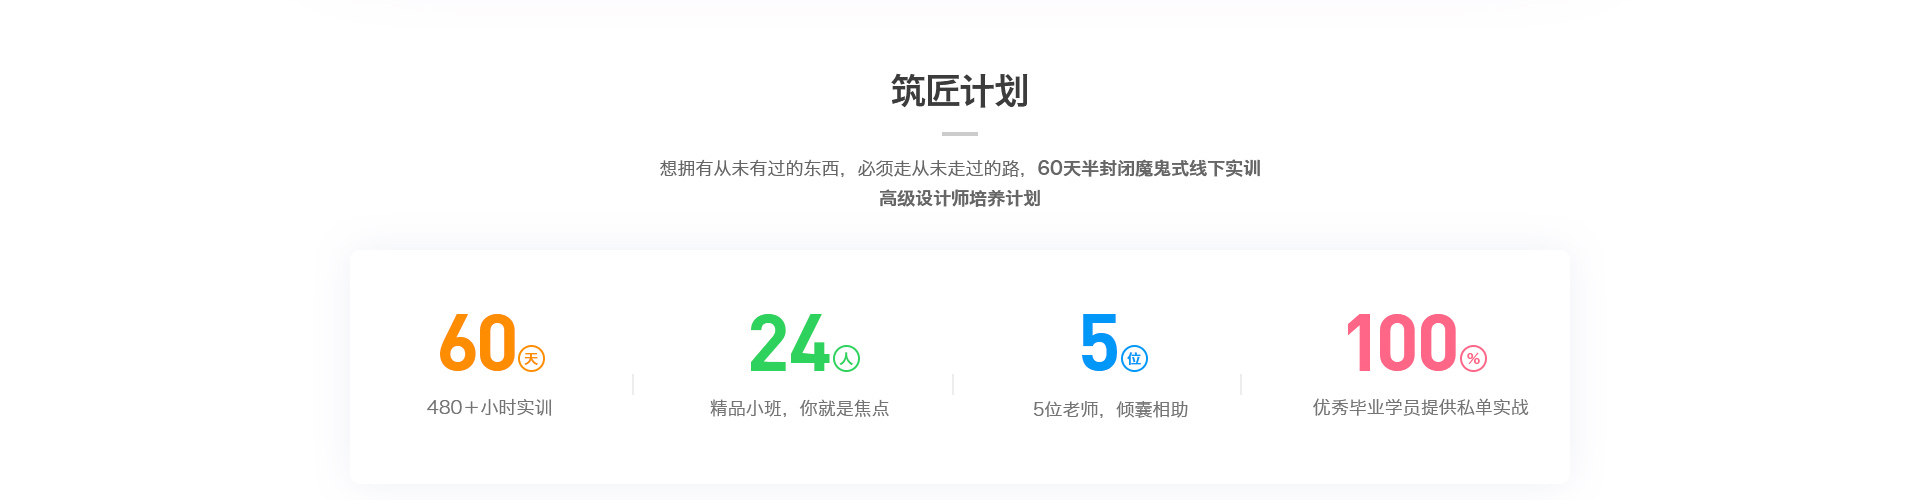 筑匠计划
想拥有从未有过的东西，必须走从未走过的路，60天半封闭魔鬼式线下实训
高级设计师培养计划
60天
24人
5位
100%
480+小时实训
精品小班，你就是焦点
5位老师，倾囊相助
优秀毕业学员提供私单实战